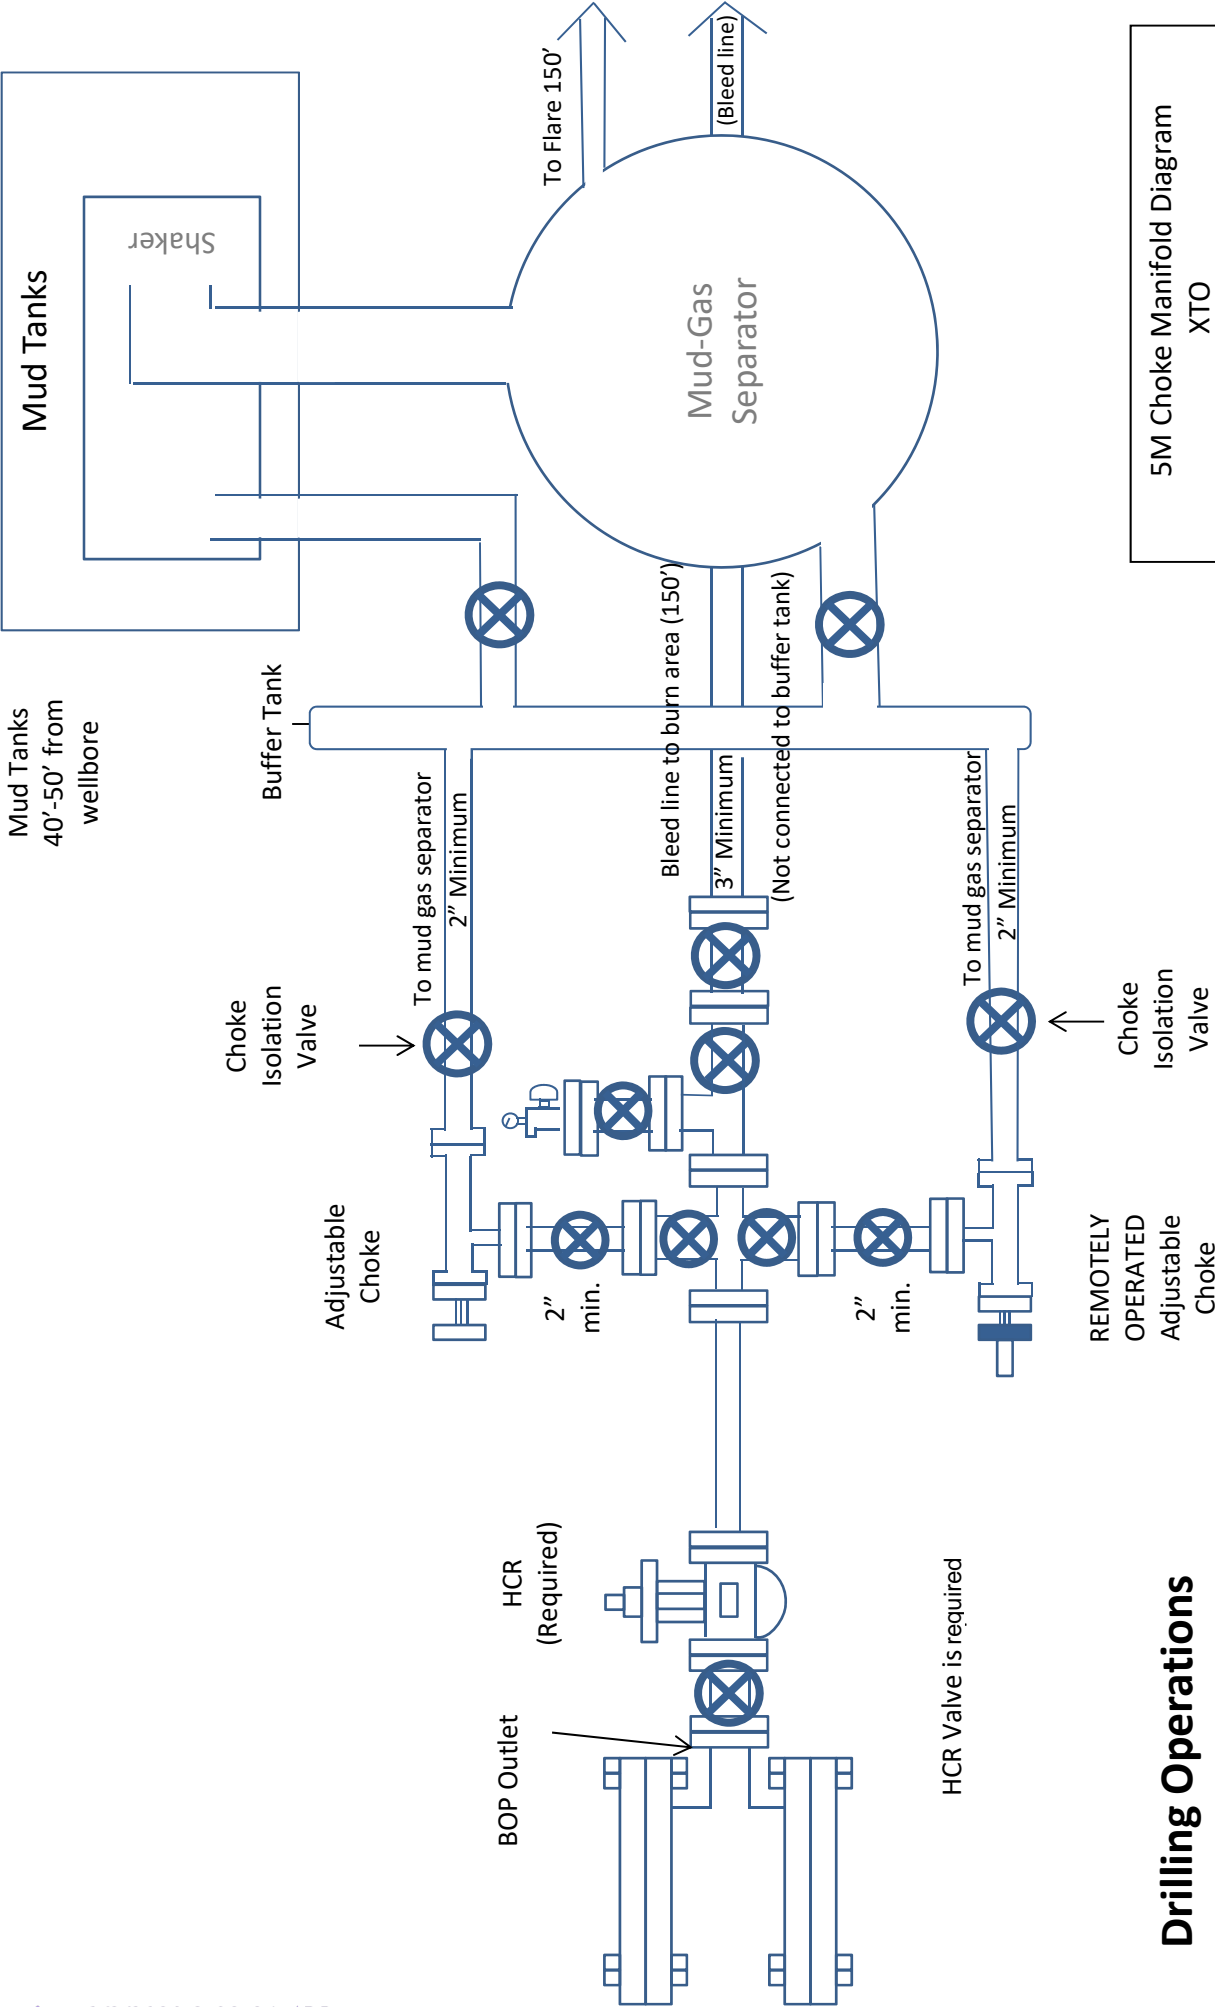 Drilling Operations
5M Choke Manifold Diagram
XTO
Mud Tanks
40’-50’ from
wellbore
Mud Tanks
Shaker
Buffer Tank
Choke
Isolation
Valve
Adjustable
Choke
To mud gas separator
2” Minimum
To Flare 150’
(Bleed line)
Mud-Gas
Separator
BOP Outlet
HCR
(Required)
2”
min.
Bleed line to burn area (150’)
3” Minimum
(Not connected to buffer tank)
2”
min.
HCR Valve is required
To mud gas separator
2” Minimum
REMOTELY
OPERATED
Adjustable
Choke
Choke
Isolation
Valve